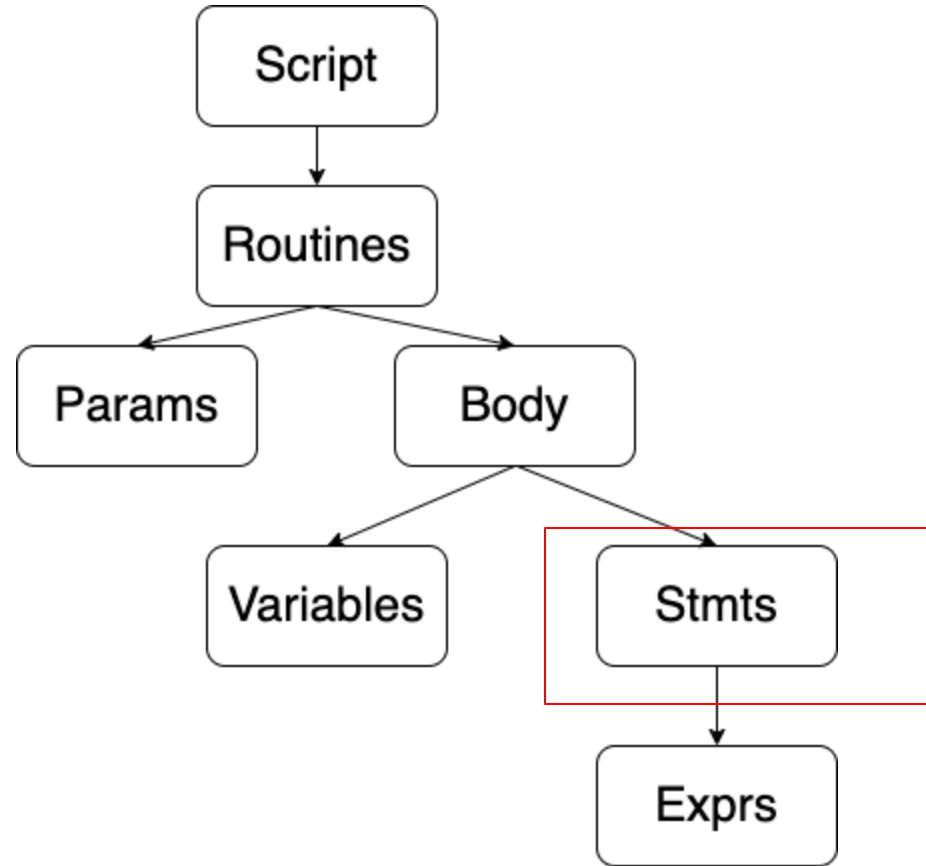 Script
Routines
Params
Body
Variables
Stmts
Exprs